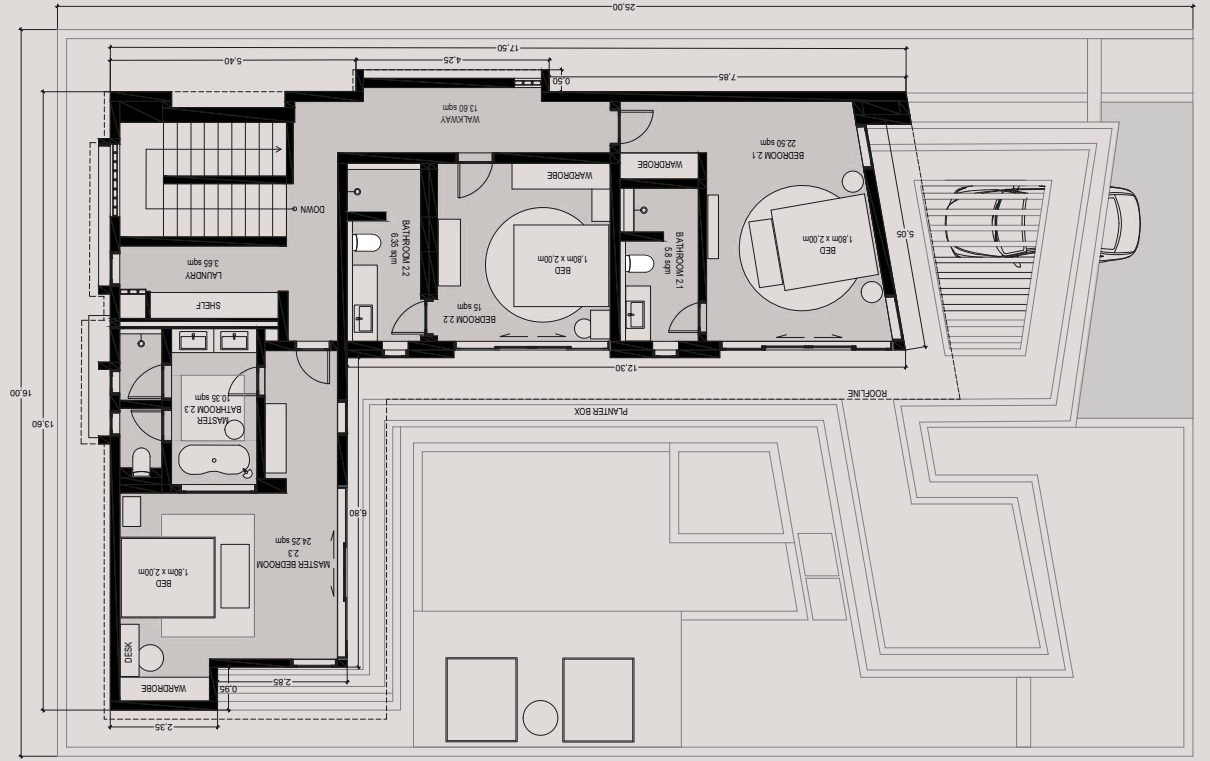 25,00
17,50
5,40
4,25
7,85
0,50
16,00
13,60
WALKWAY
13.60 sqm
BEDROOM 2.1
22.50 sqm
WARDROBE
WARDROBE
DOWN
BATHROOM 2.2
6.35 sqm
BATHROOM 2.1
5.8 sqm
BED
1,80m x 2,00m
BED
1,80m x 2,00m
5,05
LAUNDRY
3.65 sqm
SHELF
BEDROOM 2.2
15 sqm
12,30
ROOFLINE
PLANTER BOX
MASTER
BATHROOM 2.3
10.35 sqm
6,80
MASTER BEDROOM
2.3
24.25 sqm
BED
1,80m x 2,00m
DESK
WARDROBE
0,95
2,85
2,35